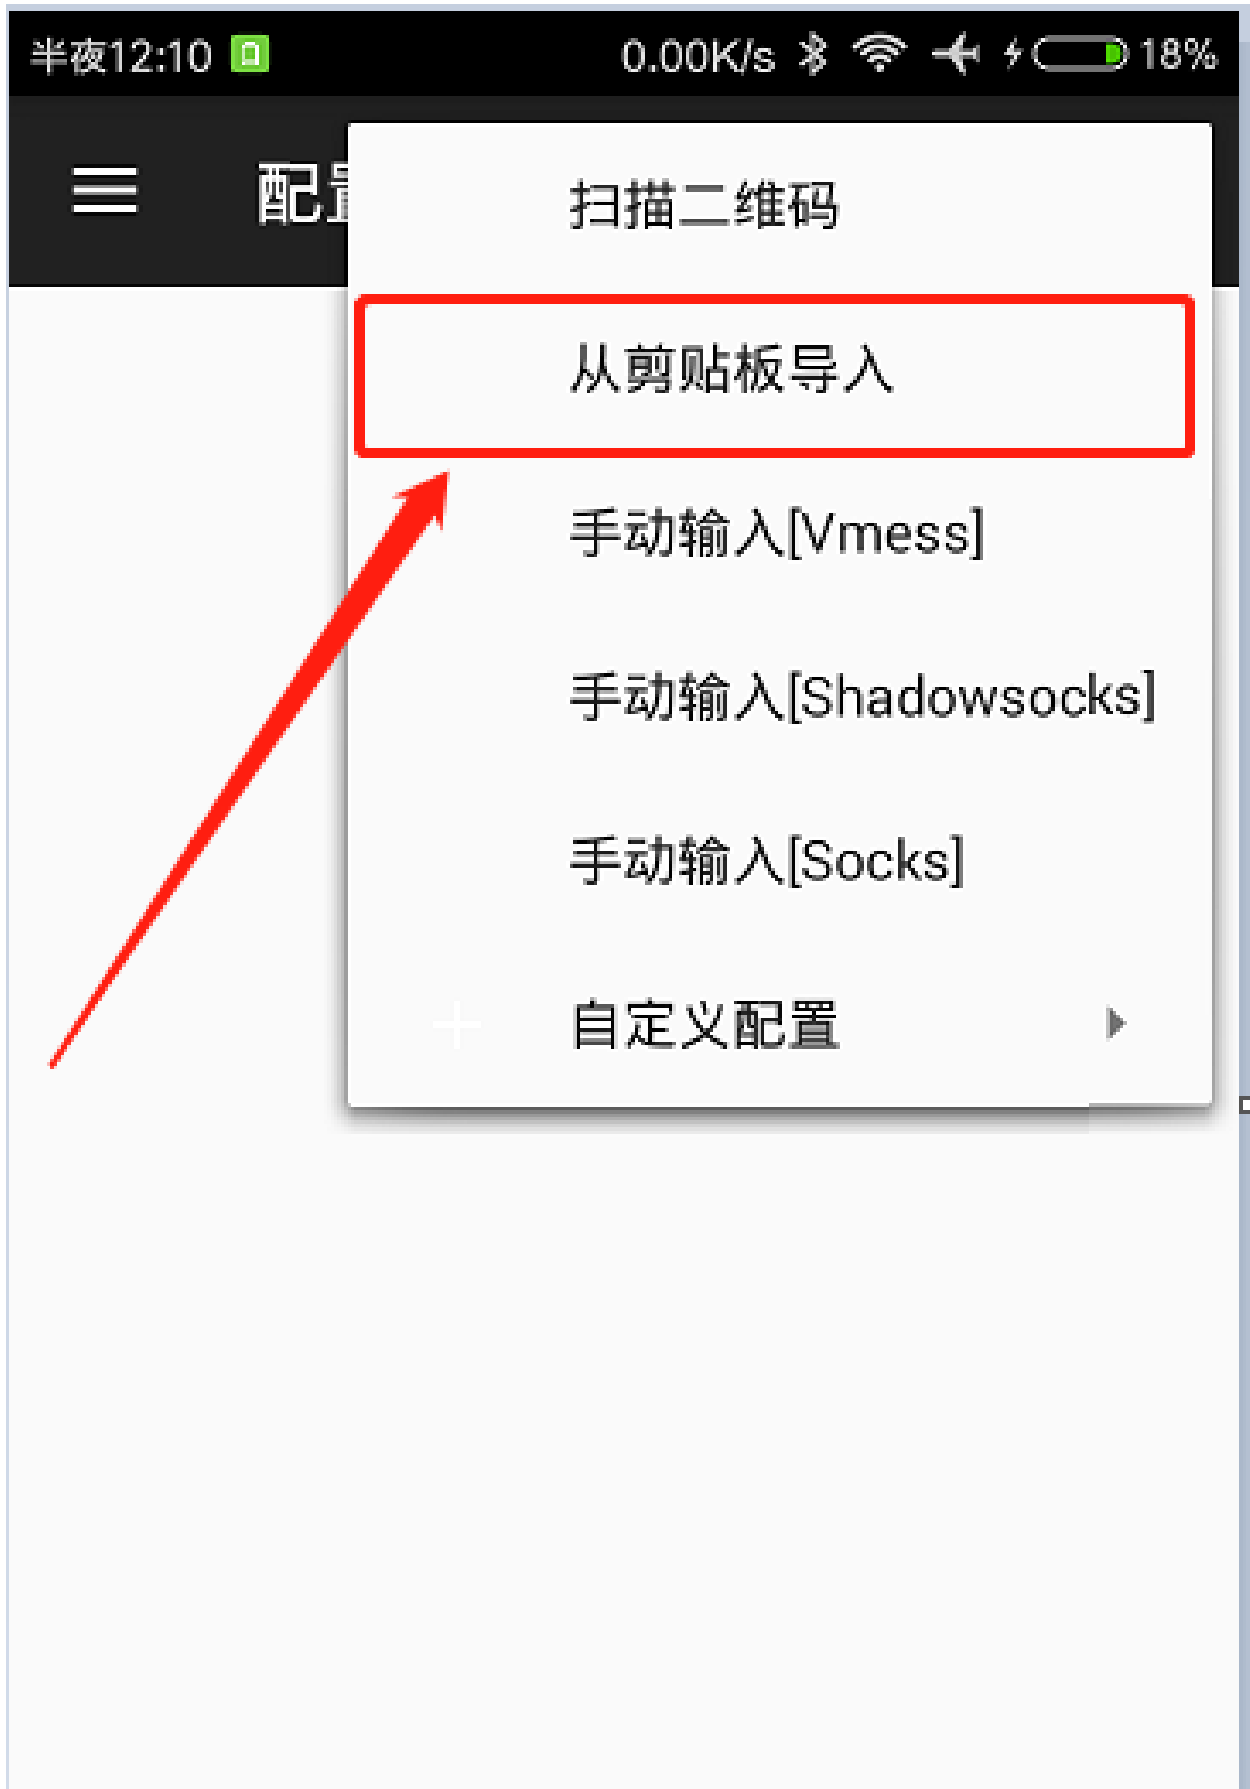 半夜12:10 0.00K/s 18%
配置
扫描二维码
从剪贴板导入
手动输入[Vmess]
手动输入[Shadowsocks]
手动输入[Socks]
自定义配置